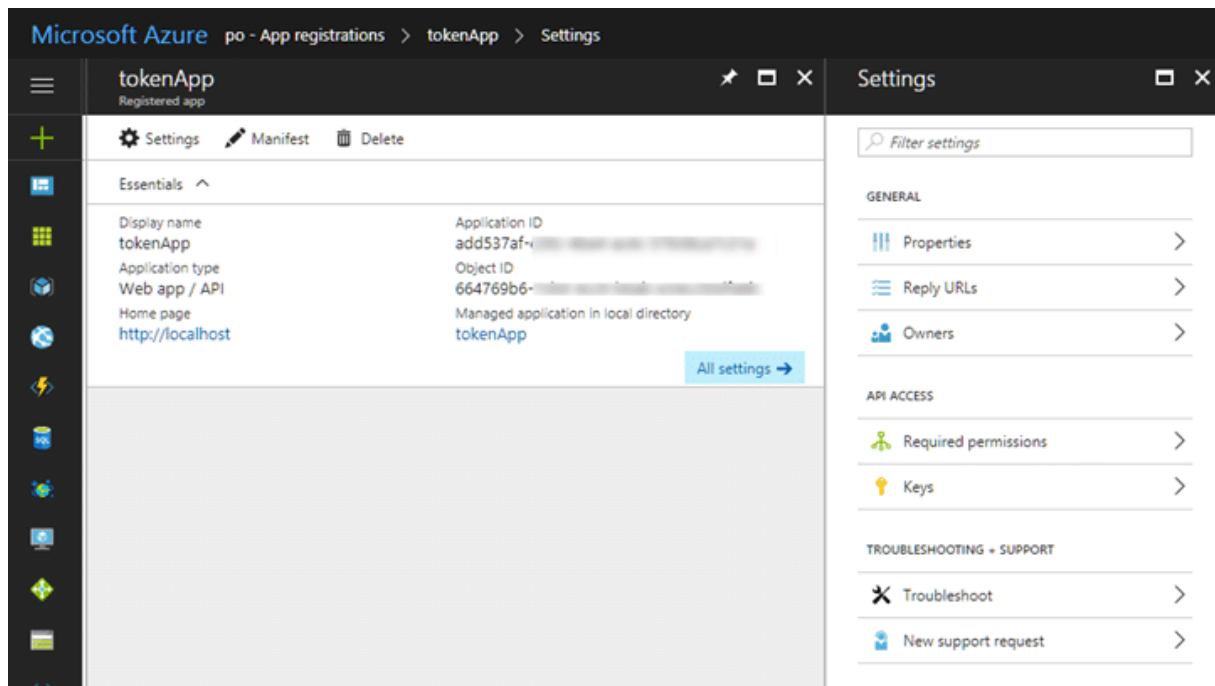 Microsoft Azure po - App registrations > tokenApp > Settings
tokenApp
Registered app
Settings Manifest Delete
Essentials
Display name
tokenApp
Application type
Web app / API
Home page
http://localhost
Application ID
add537af-
Object ID
664769b6-
Managed application in local directory
tokenApp
All settings →
Settings
Filter settings
GENERAL
Properties
Reply URLs
Owners
API ACCESS
Required permissions
Keys
TROUBLESHOOTING + SUPPORT
Troubleshoot
New support request
SQL